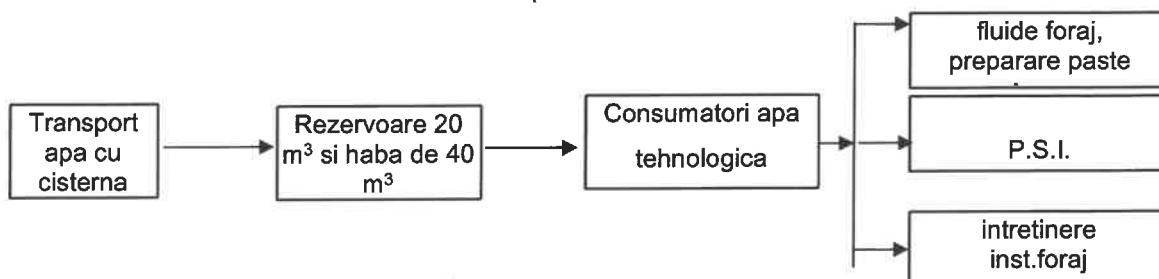 Transport
apa cu
cisterna
Rezervoare 20
m³ si haba de 40
m³
Consumatori apa
tehnologica
fluide foraj,
preparare paste
P.S.I.
intretinere
inst.foraj